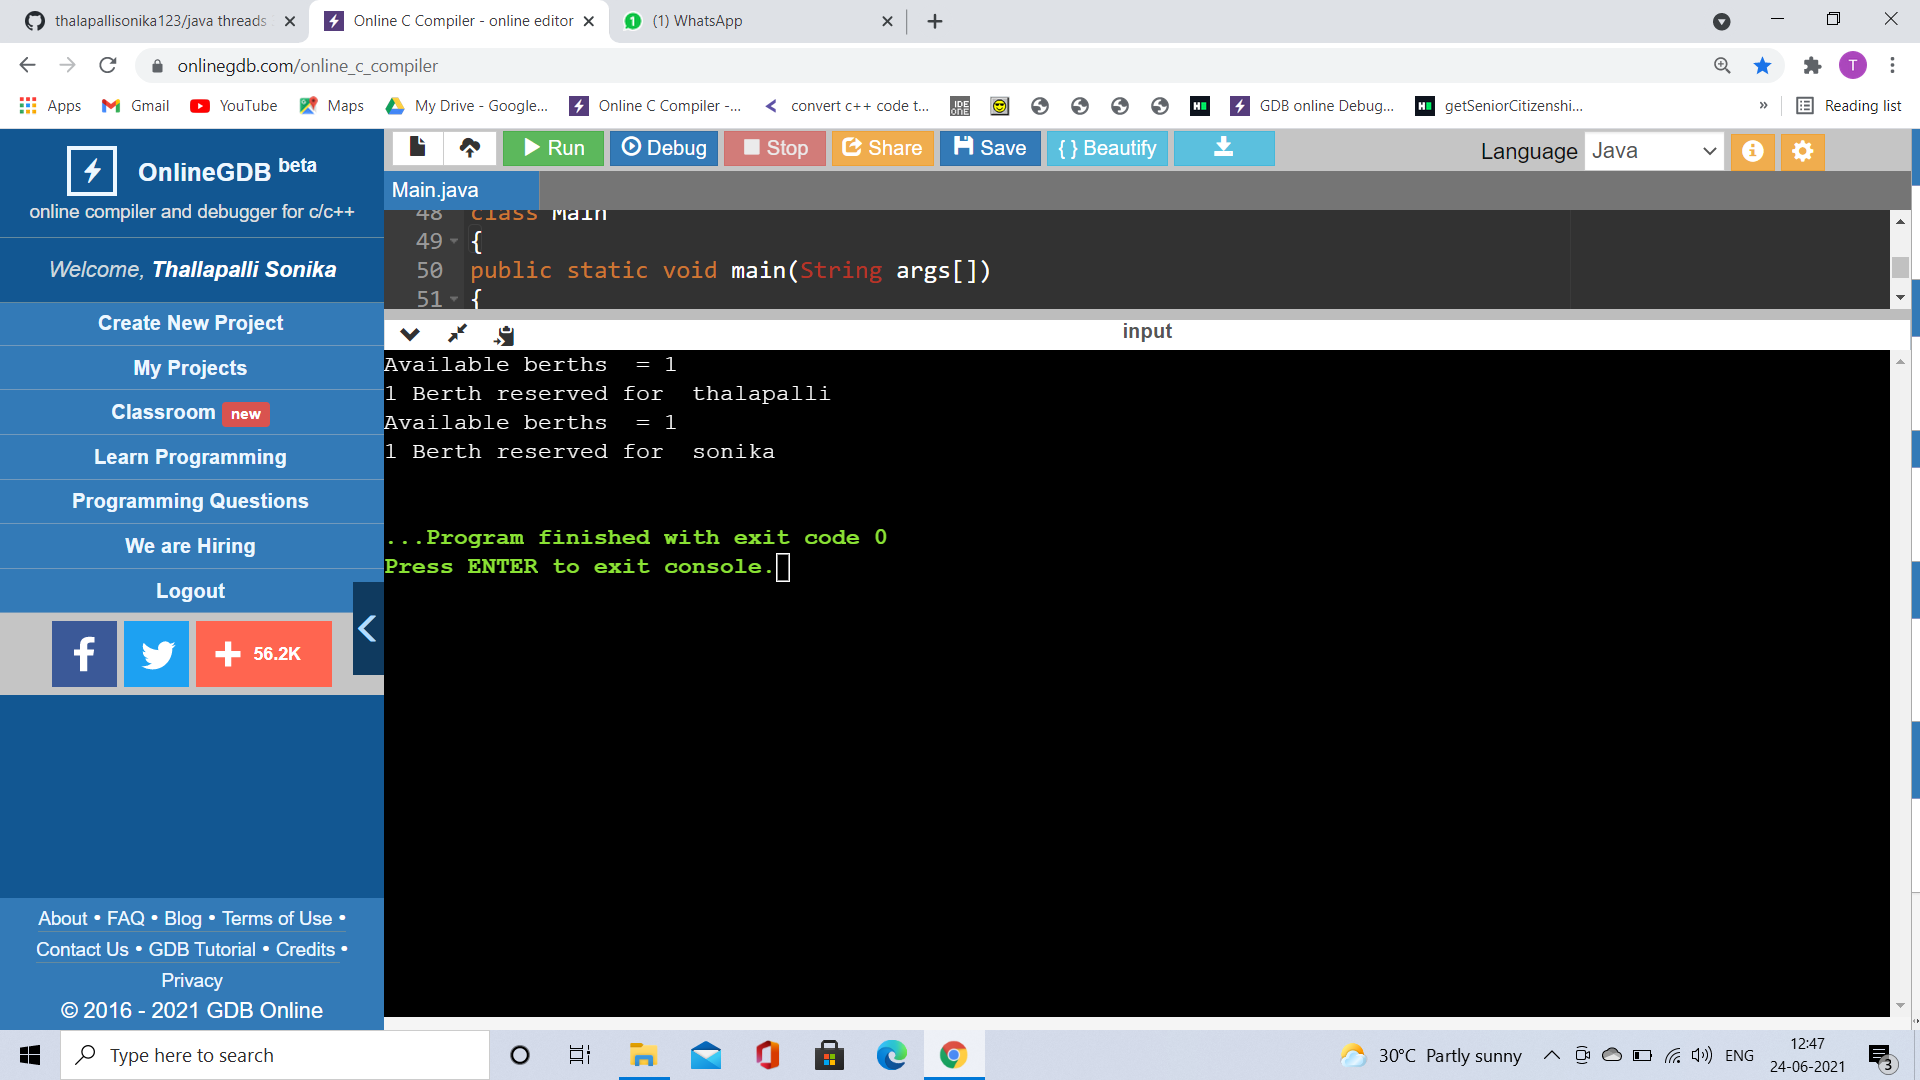 thalapallisonika123/java threads
Online C Compiler - online editor
(1) WhatsApp
onlinegdb.com/online_c_compiler
T
Apps
Gmail
YouTube
Maps
My Drive - Google...
Online C Compiler -...
convert c++ code t...
GDB online Debug...
getSeniorCitizenshi...
»
Reading list
OnlineGDB beta
online compiler and debugger for c/c++
Welcome, Thallapalli Sonika
Create New Project
My Projects
Classroom new
Learn Programming
Programming Questions
We are Hiring
Logout
56.2K
About • FAQ • Blog • Terms of Use •
Contact Us • GDB Tutorial • Credits •
Privacy
© 2016 - 2021 GDB Online
Run
Debug
Stop
Share
Save
{ } Beautify
Language Java
Main.java
48 class Main
49 {
50 public static void main(String args[])
51 {
input
Available berths  = 1
1 Berth reserved for  thalapalli
Available berths  = 1
1 Berth reserved for  sonika
...Program finished with exit code 0
Press ENTER to exit console.
Type here to search
30°C Partly sunny
ENG
12:47
24-06-2021
3